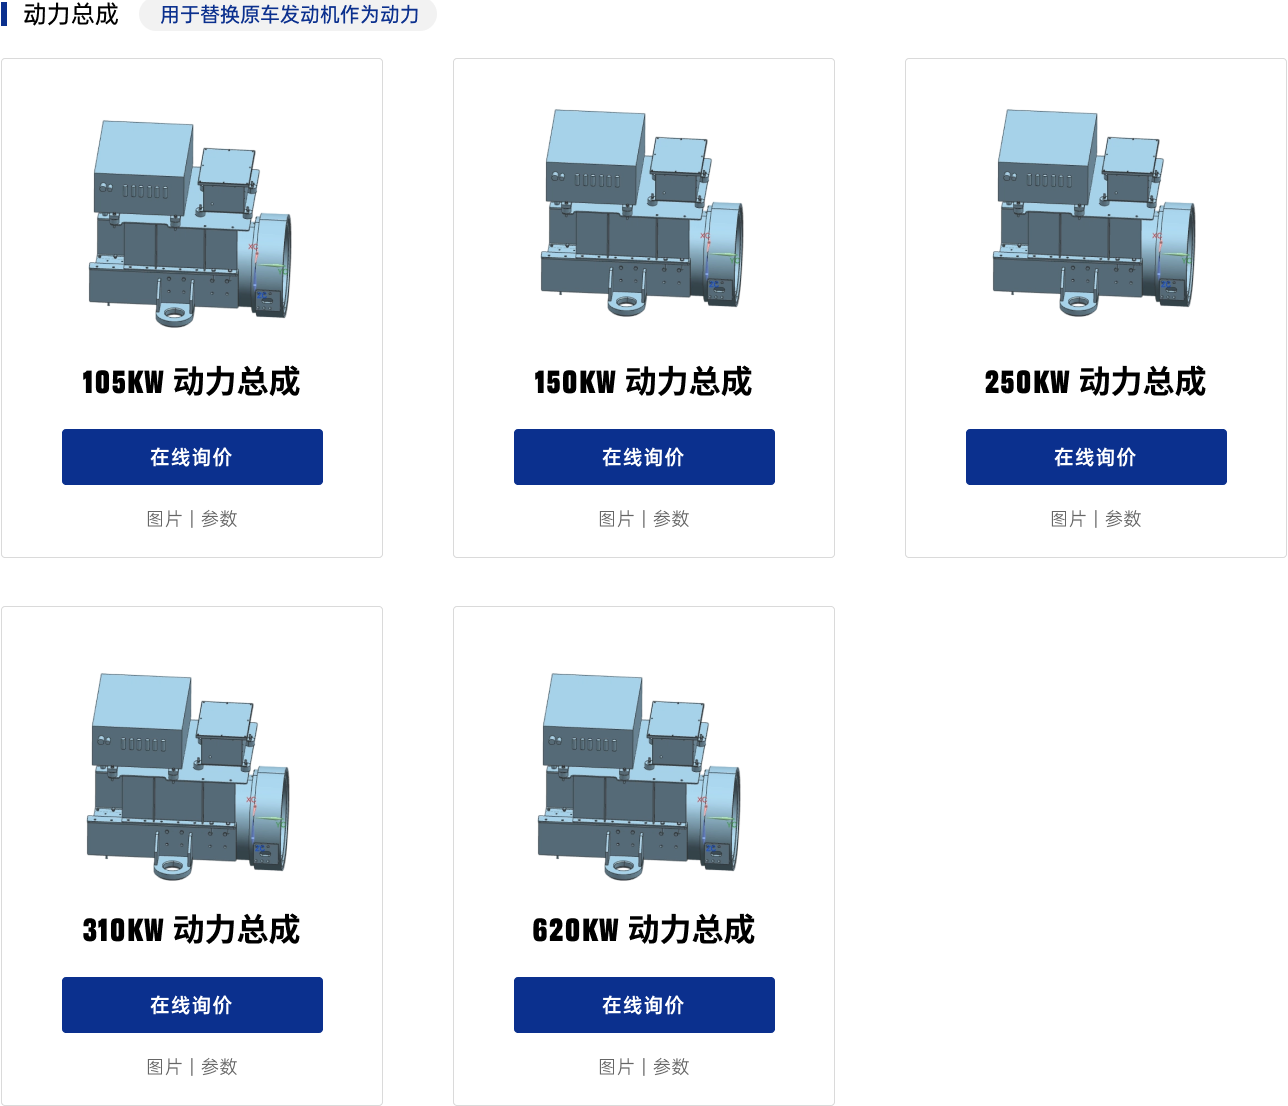 动力总成 用于替换原车发动机作为动力
105KW 动力总成
在线询价
图片 | 参数
150KW 动力总成
在线询价
图片 | 参数
250KW 动力总成
在线询价
图片 | 参数
310KW 动力总成
在线询价
图片 | 参数
620KW 动力总成
在线询价
图片 | 参数